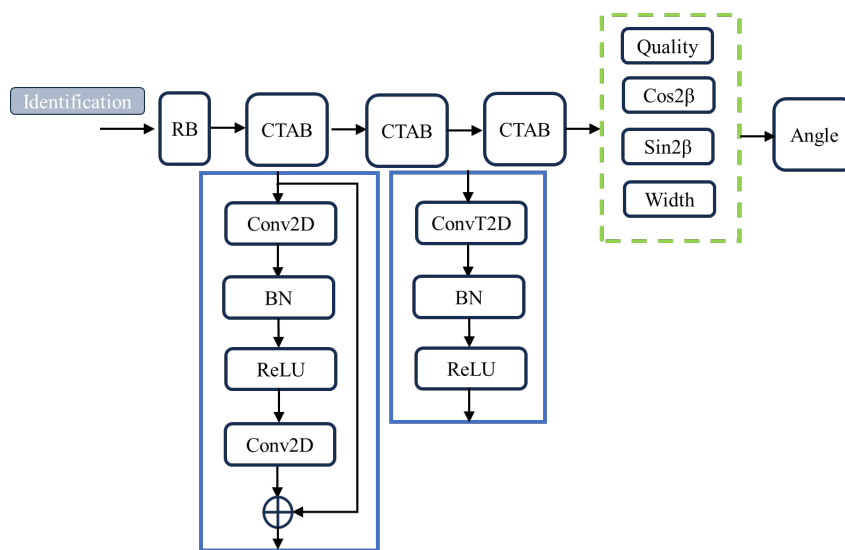 Identification
RB
CTAB
CTAB
CTAB
Quality
Cos2β
Sin2β
Width
Angle
Conv2D
BN
ReLU
Conv2D
ConvT2D
BN
ReLU